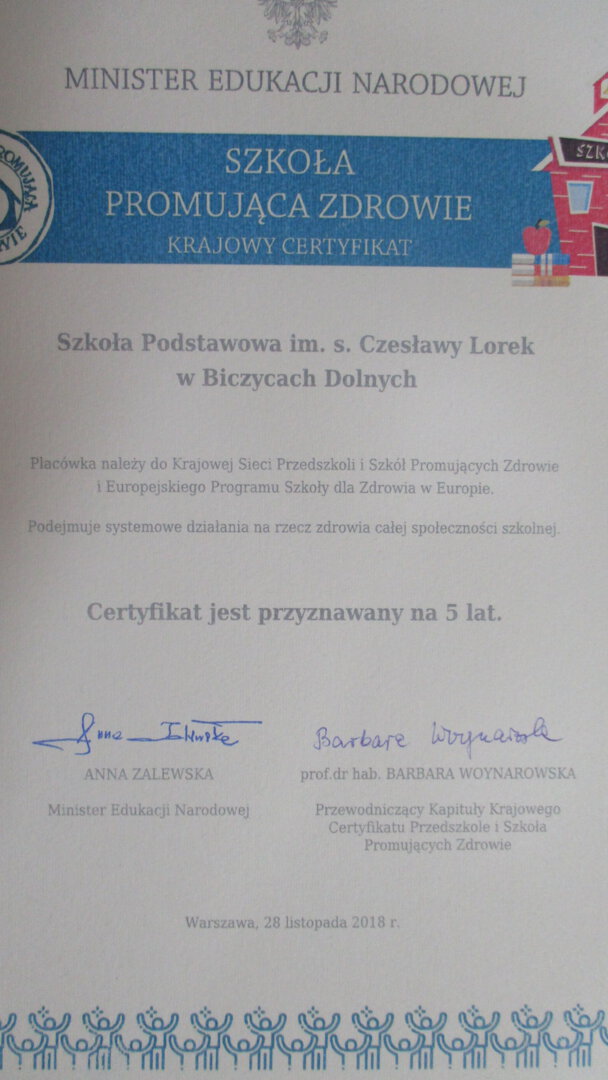 MINISTER EDUKACJI NARODOWEJ
SZKOŁA
PROMUJĄCA ZDROWIE
KRAJOWY CERTYFIKAT
Szkoła Podstawowa im. s. Czesławy Lorek
w Biczycach Dolnych
Placówka należy do Krajowej Sieci Przedszkoli i Szkół Promujących Zdrowie
i Europejskiego Programu Szkoły dla Zdrowia w Europie.
Podejmuje systemowe działania na rzecz zdrowia całej społeczności szkolnej.
Certyfikat jest przyznawany na 5 lat.
Anna Zalewska
ANNA ZALEWSKA
Minister Edukacji Narodowej
Barbara Woynarowska
prof.dr hab. BARBARA WOYNAROWSKA
Przewodniczący Kapituły Krajowego
Certyfikatu Przedszkole i Szkoła
Promujących Zdrowie
Warszawa, 28 listopada 2018 r.